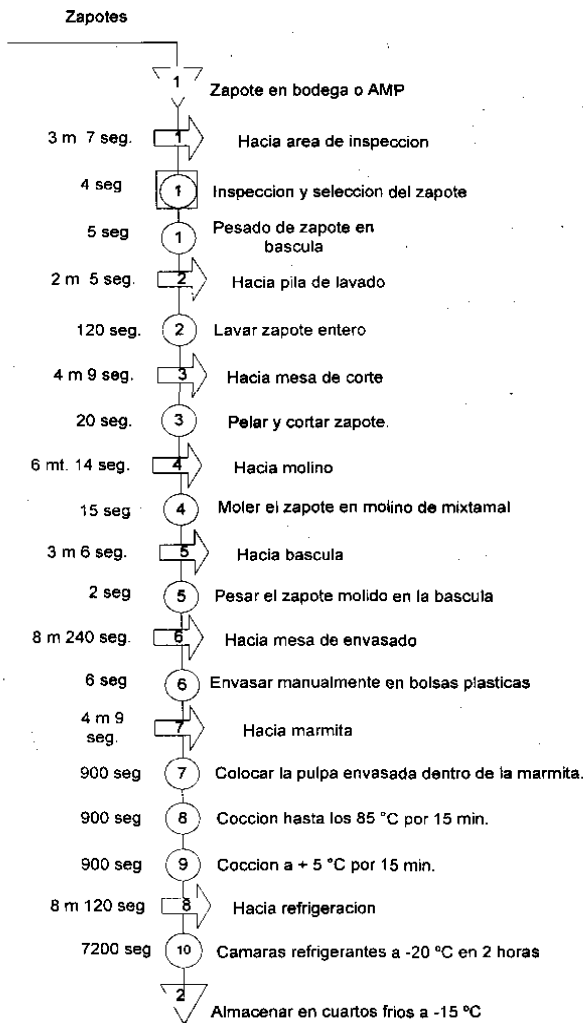 Zapotes
1 Zapote en bodega o AMP
3 m 7 seg. 1 Hacia area de inspeccion
4 seg 1 Inspeccion y seleccion del zapote
5 seg 1 Pesado de zapote en
bascula
2 m 5 seg. 2 Hacia pila de lavado
120 seg. 2 Lavar zapote entero
4 m 9 seg. 3 Hacia mesa de corte
20 seg. 3 Pelar y cortar zapote.
6 mt. 14 seg. 4 Hacia molino
15 seg 4 Moler el zapote en molino de mixtamal
3 m 6 seg. 5 Hacia bascula
2 seg 5 Pesar el zapote molido en la bascula
8 m 240 seg. 6 Hacia mesa de envasado
6 seg 6 Envasar manualmente en bolsas plasticas
4 m 9
seg. 7 Hacia marmita
900 seg 7 Colocar la pulpa envasada dentro de la marmita.
900 seg 8 Coccion hasta los 85 °C por 15 min.
900 seg 9 Coccion a + 5 °C por 15 min.
8 m 120 seg 8 Hacia refrigeracion
7200 seg 10 Camaras refrigerantes a -20 ºC en 2 horas
2 Almacenar en cuartos frios a -15 ºC